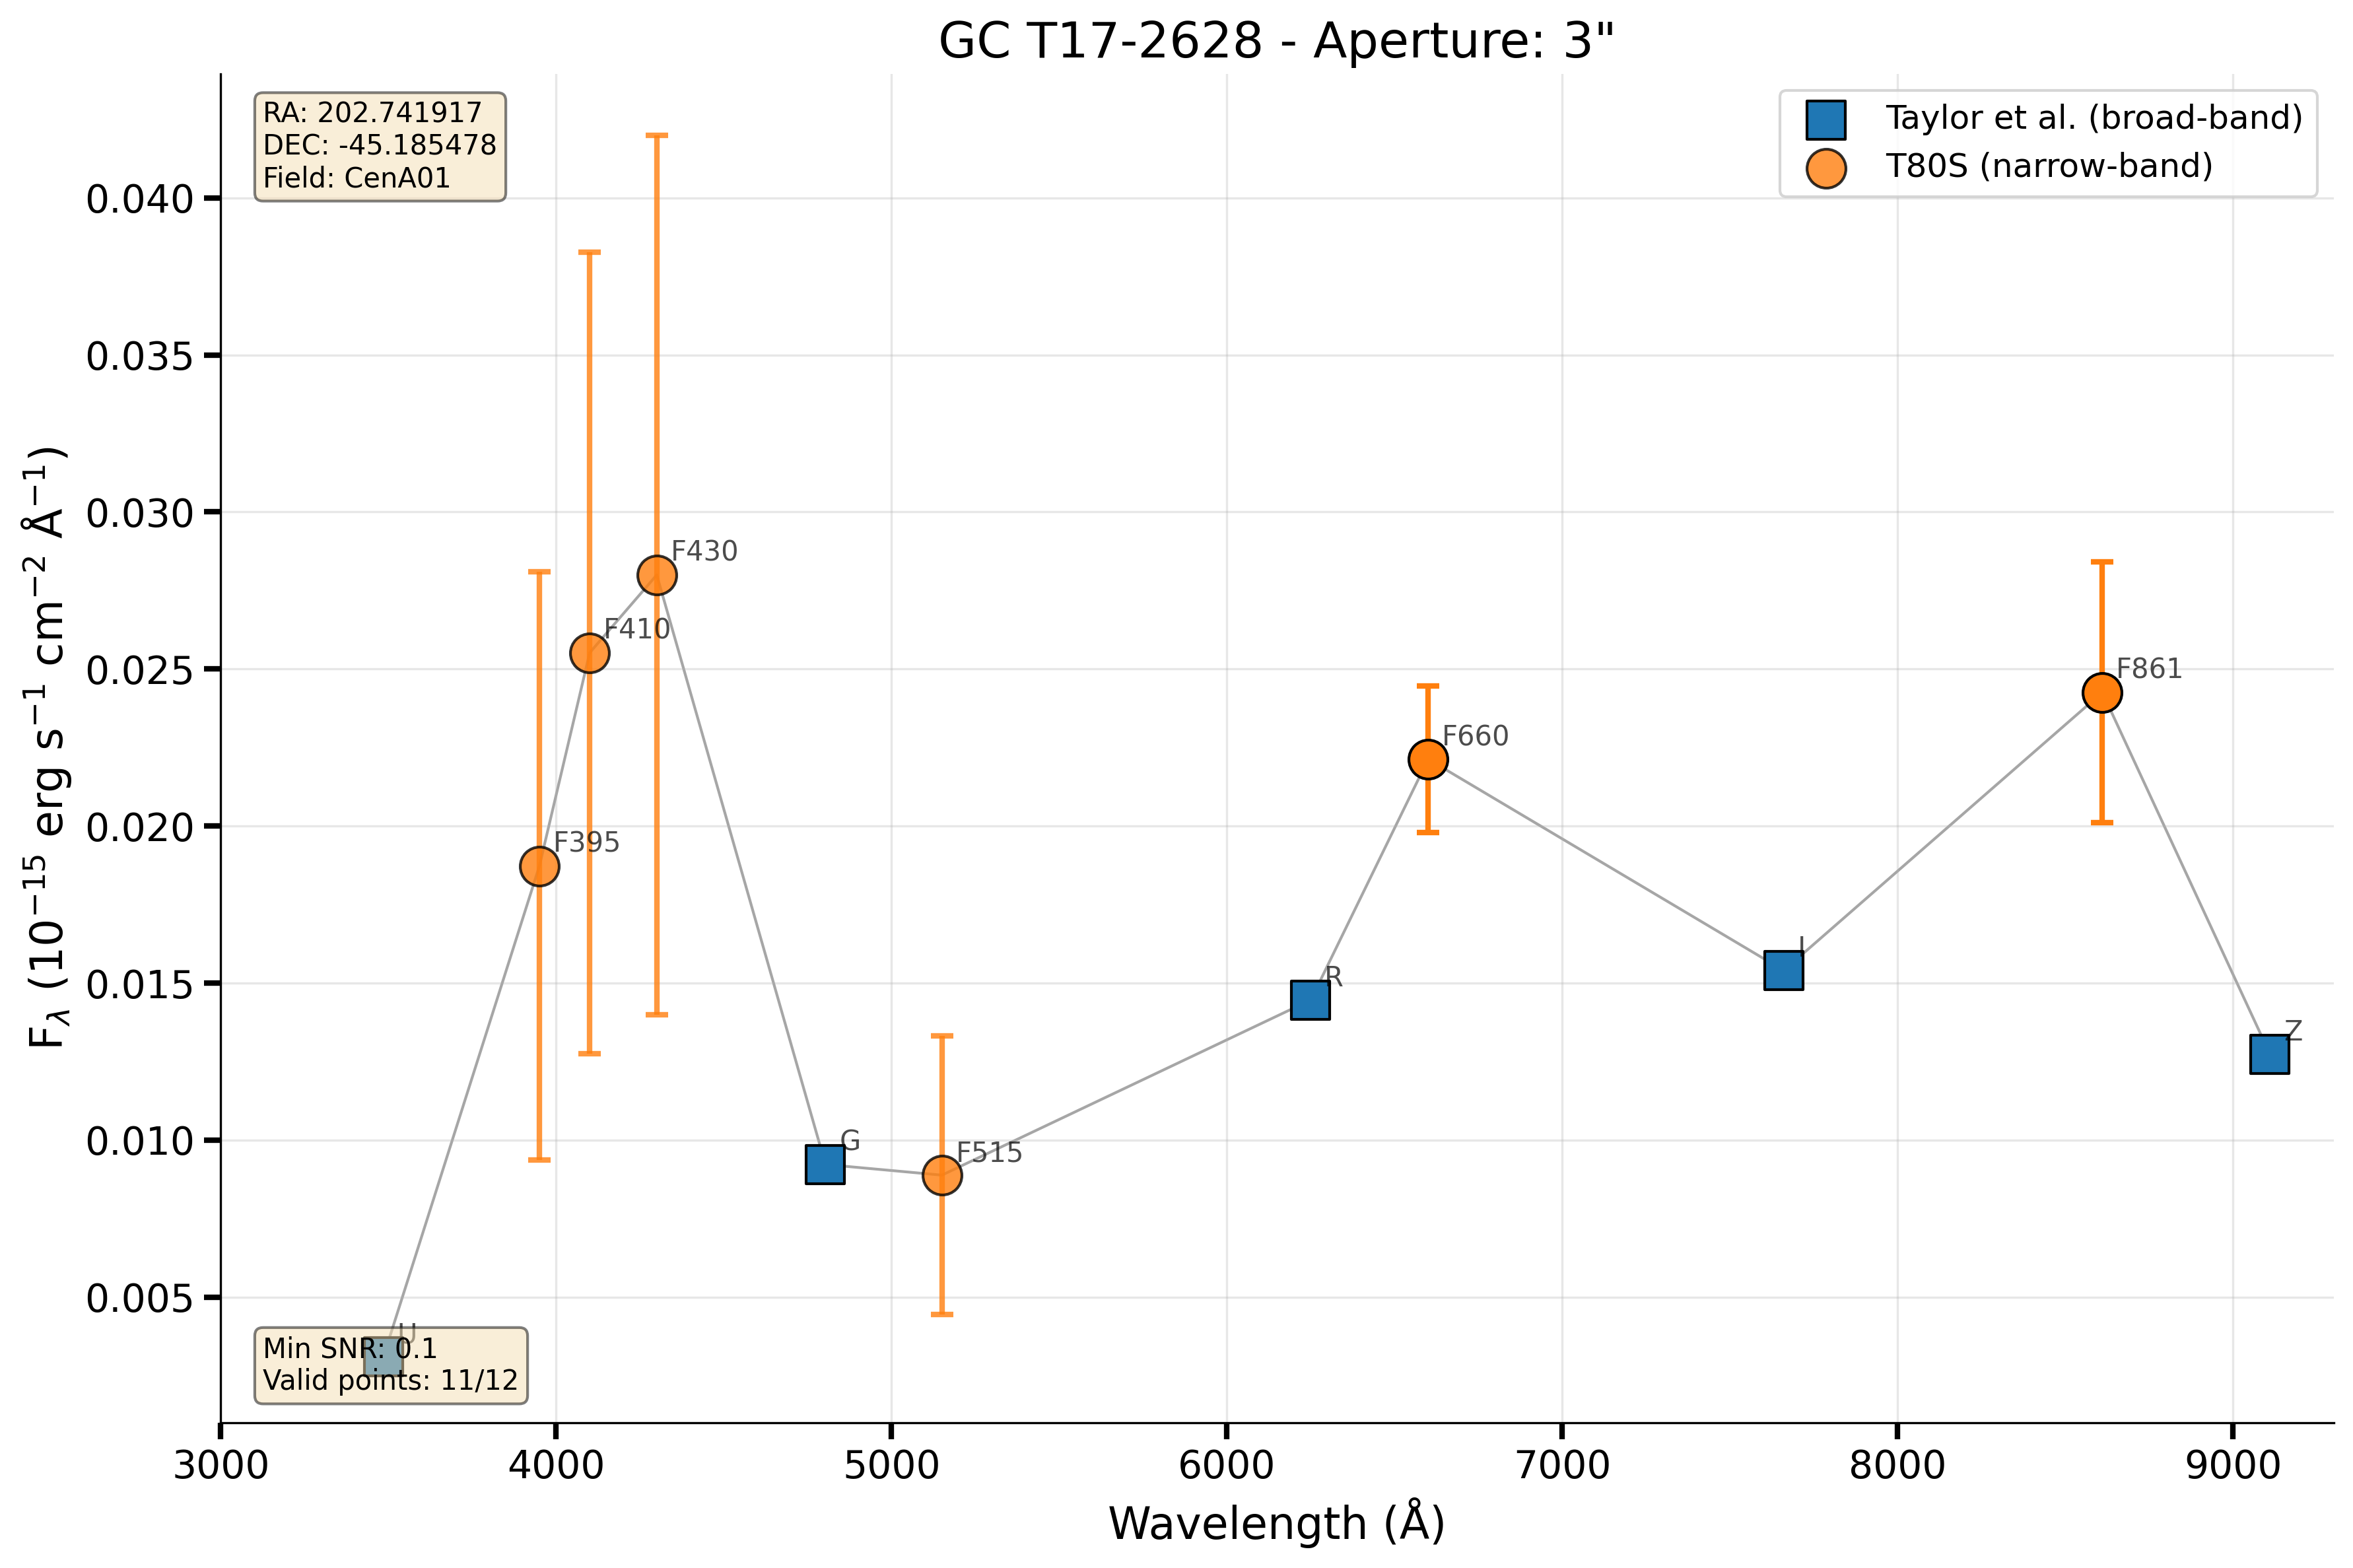 GC T17-2628 - Aperture: 3"
RA: 202.741917
DEC: -45.185478
Field: CenA01
Taylor et al. (broad-band)
T80S (narrow-band)
F$_{\lambda}$ (10$^{-15}$ erg s$^{-1}$ cm$^{-2}$ Å$^{-1}$)
0.040
0.035
0.030
0.025
0.020
0.015
0.010
0.005
F430
F410
F395
F861
F660
I
R
Z
G
F515
U
Min SNR: 0.1
Valid points: 11/12
3000 4000 5000 6000 7000 8000 9000
Wavelength (Å)